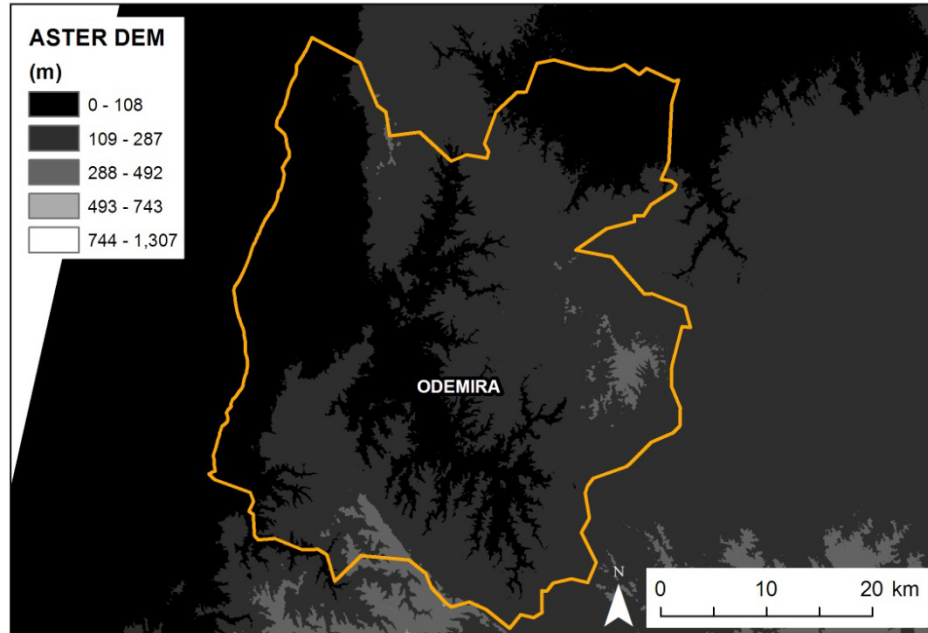 ASTER DEM
(m)
0 - 108
109 - 287
288 - 492
493 - 743
744 - 1,307
ODEMIRA
N
0 10 20 km